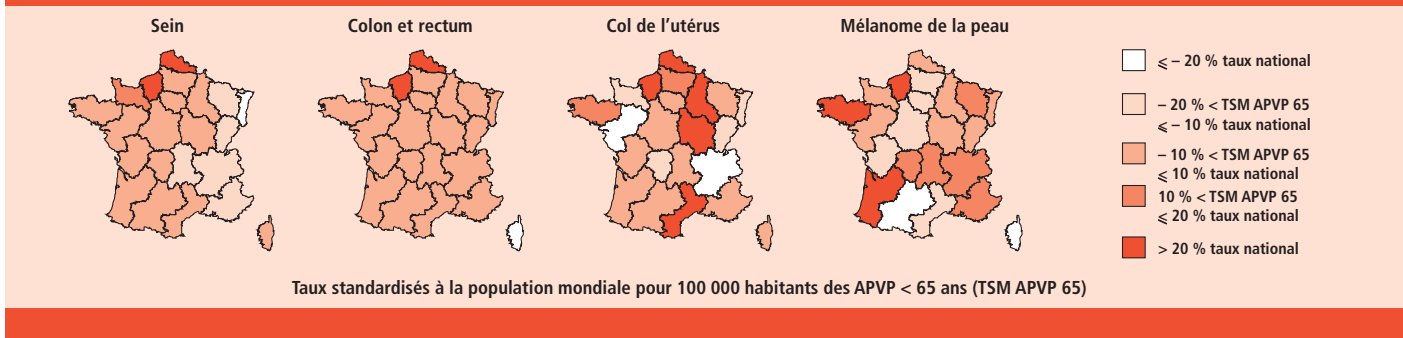 Sein
Colon et rectum
Col de l'utérus
Mélanome de la peau
⩽ – 20 % taux national
– 20 % < TSM APVP 65
⩽ – 10 % taux national
– 10 % < TSM APVP 65
⩽ 10 % taux national
10 % < TSM APVP 65
⩽ 20 % taux national
> 20 % taux national
Taux standardisés à la population mondiale pour 100 000 habitants des APVP < 65 ans (TSM APVP 65)